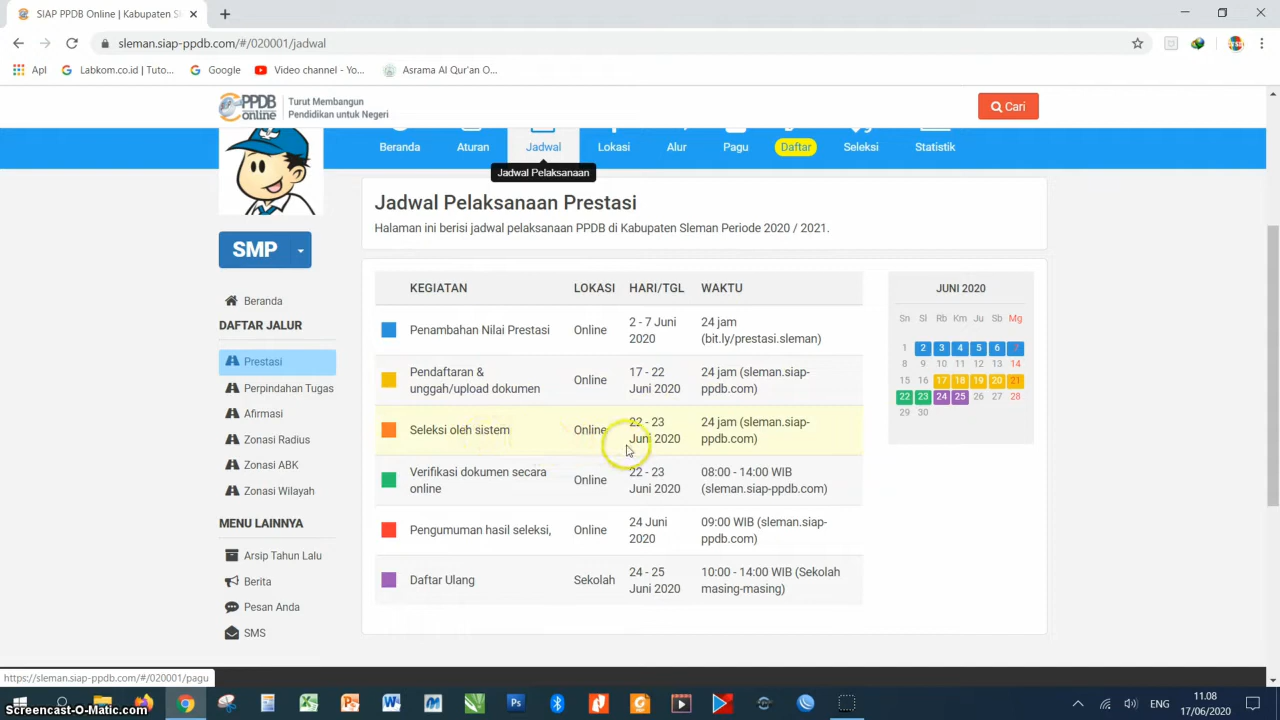 SIAP PPDB Online | Kabupaten S
sleman.siap-ppdb.com/#/020001/jadwal
Apl
Labkom.co.id | Tuto...
Google
Video channel - Yo...
Asrama Al Qur'an O...
PPDB online
Turut Membangun
Pendidikan untuk Negeri
Cari
Beranda
Aturan
Jadwal
Lokasi
Alur
Pagu
Daftar
Seleksi
Statistik
Jadwal Pelaksanaan
Jadwal Pelaksanaan Prestasi
Halaman ini berisi jadwal pelaksanaan PPDB di Kabupaten Sleman Periode 2020 / 2021.
SMP
Beranda
DAFTAR JALUR
Prestasi
Perpindahan Tugas
Afirmasi
Zonasi Radius
Zonasi ABK
Zonasi Wilayah
MENU LAINNYA
Arsip Tahun Lalu
Berita
Pesan Anda
SMS
KEGIATAN LOKASI HARI/TGL WAKTU
Penambahan Nilai Prestasi
Online
2 - 7 Juni
2020
24 jam
(bit.ly/prestasi.sleman)
Pendaftaran &
unggah/upload dokumen
Online
17 - 22
Juni 2020
24 jam (sleman.siap-
ppdb.com)
Seleksi oleh sistem
Online
22 - 23
Juni 2020
24 jam (sleman.siap-
ppdb.com)
Verifikasi dokumen secara
online
Online
22 - 23
Juni 2020
08:00 - 14:00 WIB
(sleman.siap-ppdb.com)
Pengumuman hasil seleksi,
Online
24 Juni
2020
09:00 WIB (sleman.siap-
ppdb.com)
Daftar Ulang
Sekolah
24 - 25
Juni 2020
10:00 - 14:00 WIB (Sekolah
masing-masing)
JUNI 2020
Sn Sl Rb Km Ju Sb Mg
1 2 3 4 5 6 7
8 9 10 11 12 13 14
15 16 17 18 19 20 21
22 23 24 25 26 27 28
29 30
https://sleman.siap-ppdb.com/#/020001/pagu
Screencast-O-Matic.com
ENG
11.08
17/06/2020